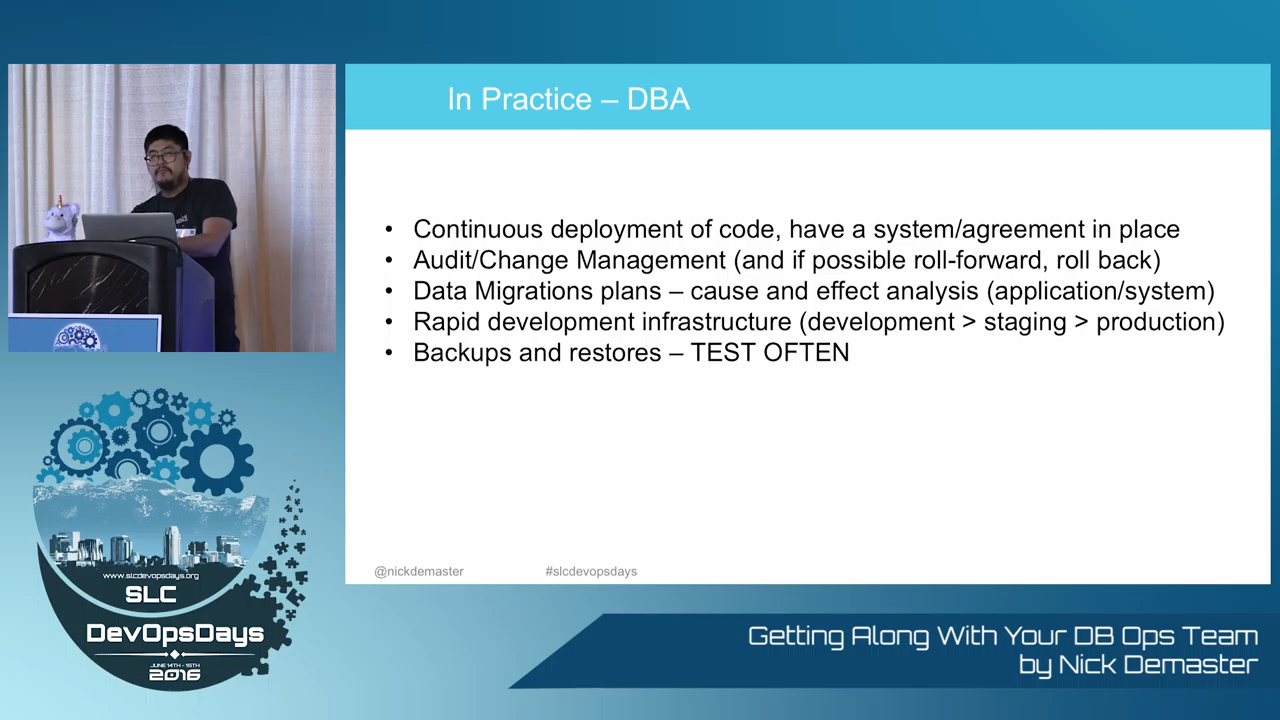 In Practice – DBA
• Continuous deployment of code, have a system/agreement in place
• Audit/Change Management (and if possible roll-forward, roll back)
• Data Migrations plans – cause and effect analysis (application/system)
• Rapid development infrastructure (development > staging > production)
• Backups and restores – TEST OFTEN
@nickdemaster #slcdevopsdays
www.slcdevopsdays.org
SLC
DevOpsDays
JUNE 14TH - 15TH
2016
Getting Along With Your DB Ops Team
by Nick Demaster